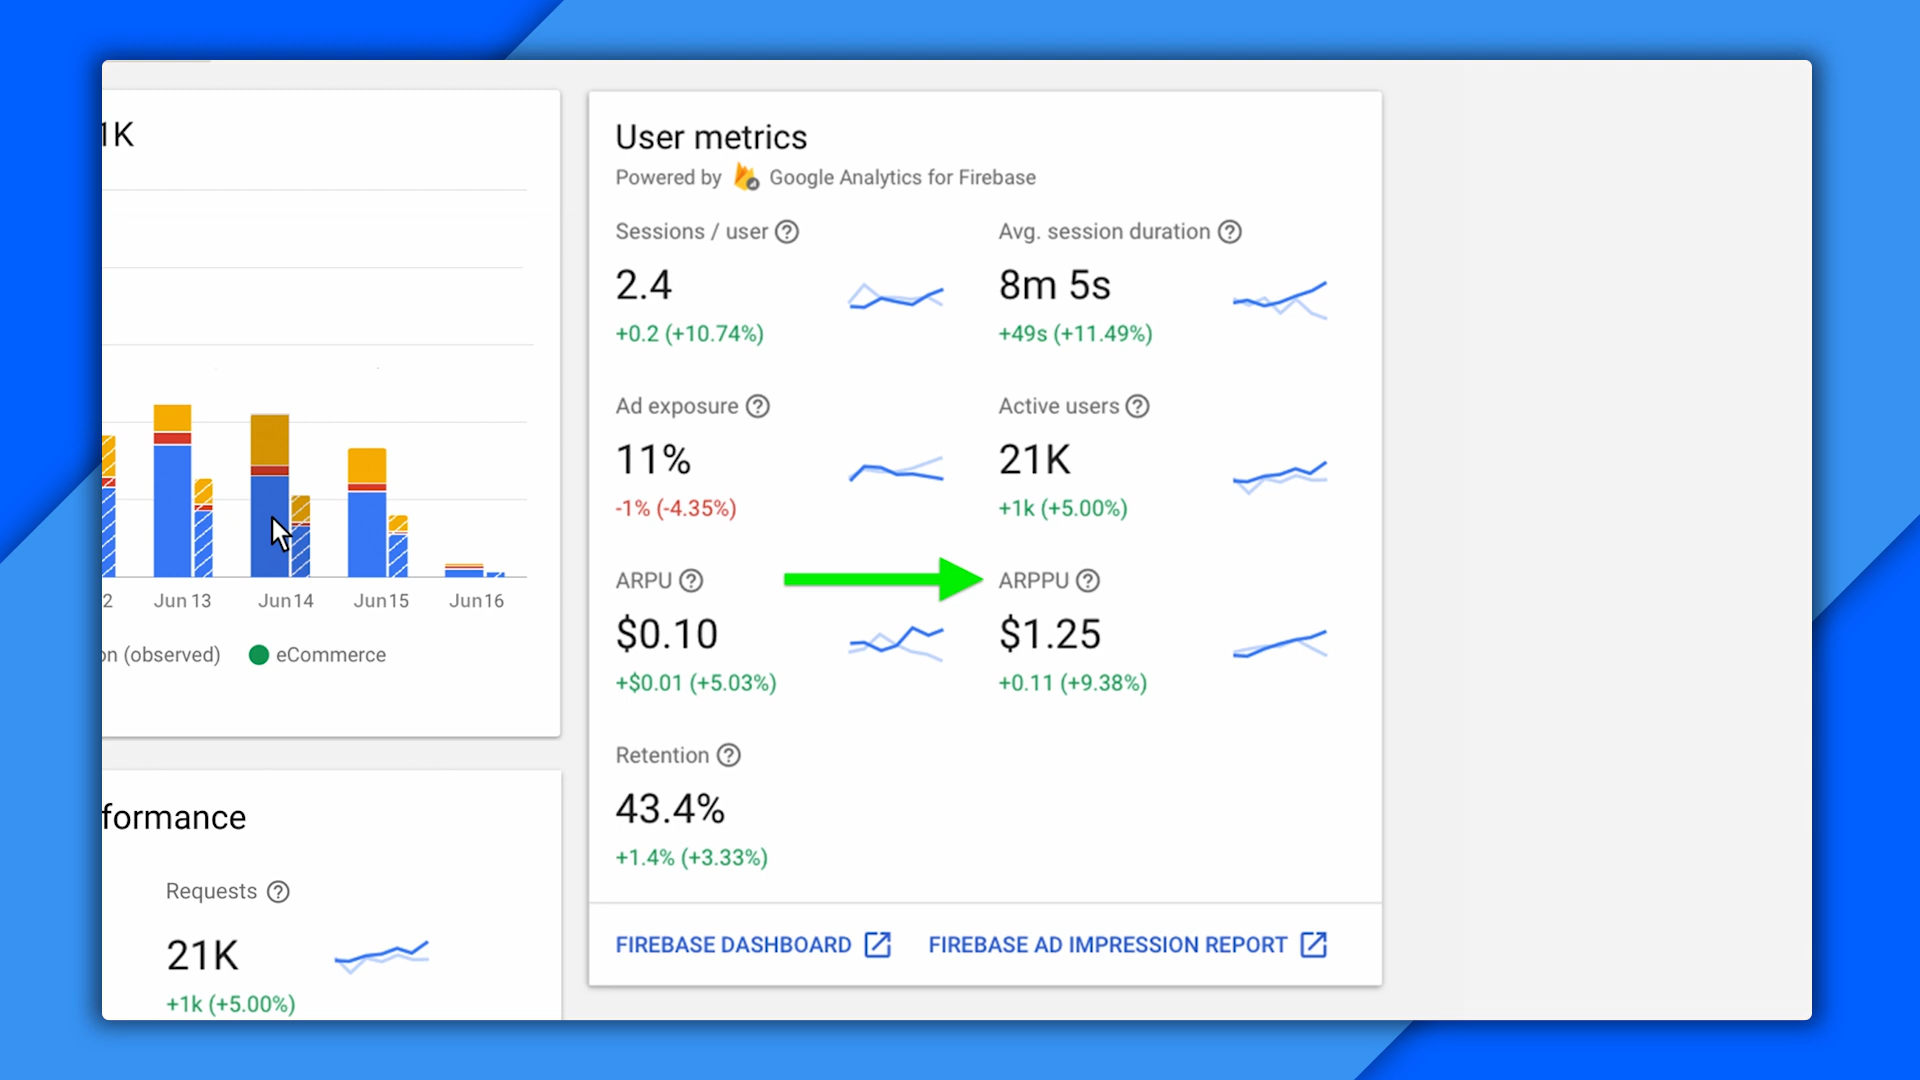 1K
2
Jun 13
Jun 14
Jun 15
Jun 16
on (observed)
eCommerce
formance
Requests
21K
+1k (+5.00%)
User metrics
Powered by Google Analytics for Firebase
Sessions / user
2.4
+0.2 (+10.74%)
Avg. session duration
8m 5s
+49s (+11.49%)
Ad exposure
11%
-1% (-4.35%)
Active users
21K
+1k (+5.00%)
ARPU
$0.10
+$0.01 (+5.03%)
ARPPU
$1.25
+0.11 (+9.38%)
Retention
43.4%
+1.4% (+3.33%)
FIREBASE DASHBOARD
FIREBASE AD IMPRESSION REPORT